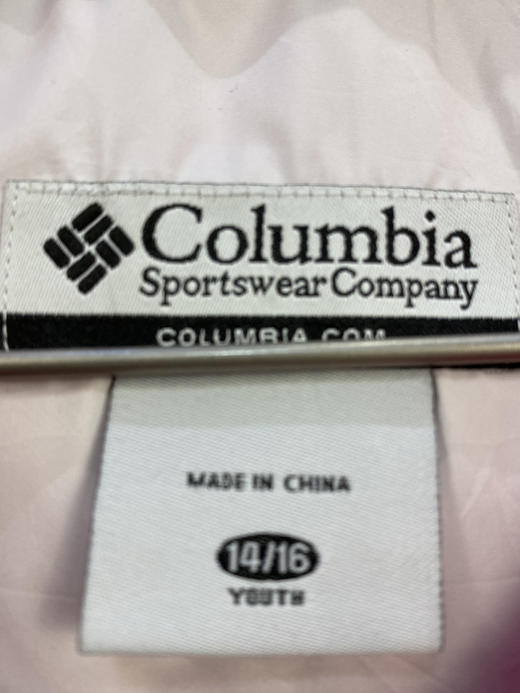 Columbia
Sportswear Company
COLUMBIA.COM
MADE IN CHINA
14/16
YOUTH